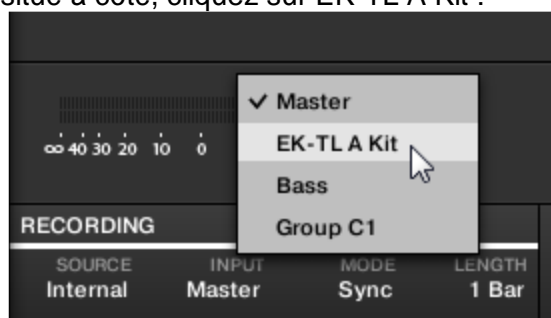 situé à côté, cliquez sur EK-TL A Kit :
✓ Master
∞ 40 30 20 10 0
EK-TL A Kit
Bass
Group C1
RECORDING
SOURCE INPUT MODE LENGTH
Internal Master Sync 1 Bar